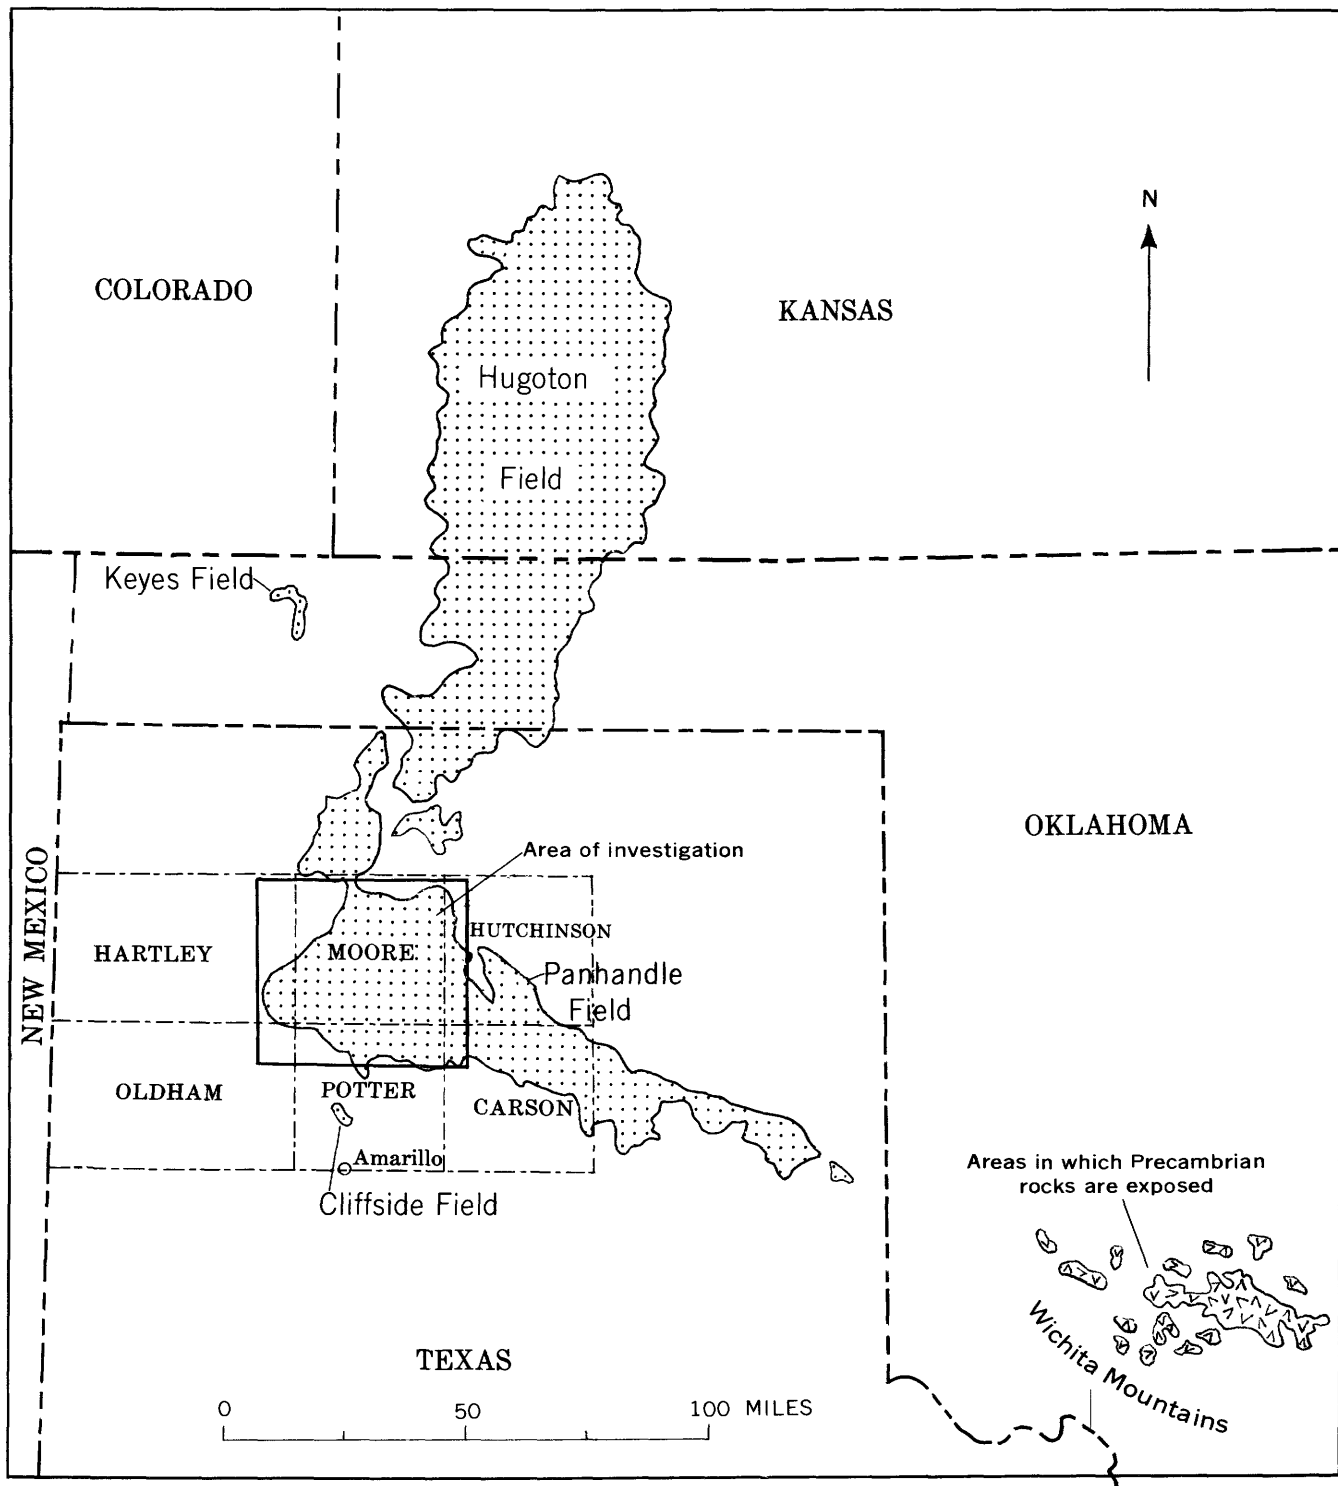 N
COLORADO
KANSAS
Hugoton
Field
Keyes Field
OKLAHOMA
Area of investigation
NEW MEXICO
HARTLEY
MOORE
HUTCHINSON
Panhandle
Field
OLDHAM
POTTER
CARSON
Amarillo
Cliffside Field
Areas in which Precambrian
rocks are exposed
Wichita Mountains
TEXAS
0 50 100 MILES